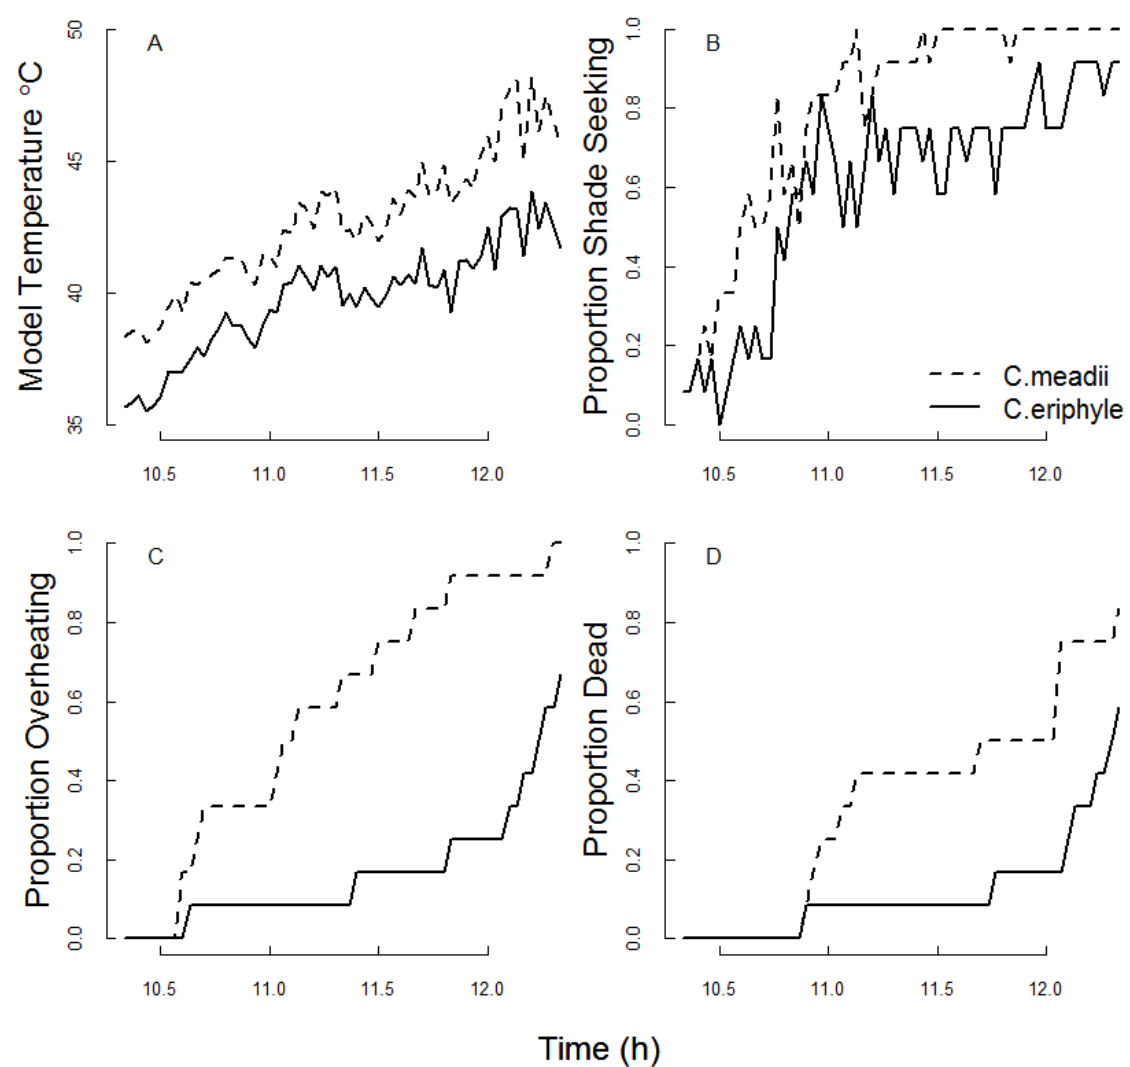 A
Model Temperature °C
50
45
40
35
10.5 11.0 11.5 12.0
B
Proportion Shade Seeking
1.0
0.8
0.6
0.4
0.2
0.0
C.meadii
C.eriphyle
10.5 11.0 11.5 12.0
C
Proportion Overheating
1.0
0.8
0.6
0.4
0.2
0.0
10.5 11.0 11.5 12.0
D
Proportion Dead
1.0
0.8
0.6
0.4
0.2
0.0
10.5 11.0 11.5 12.0
Time (h)